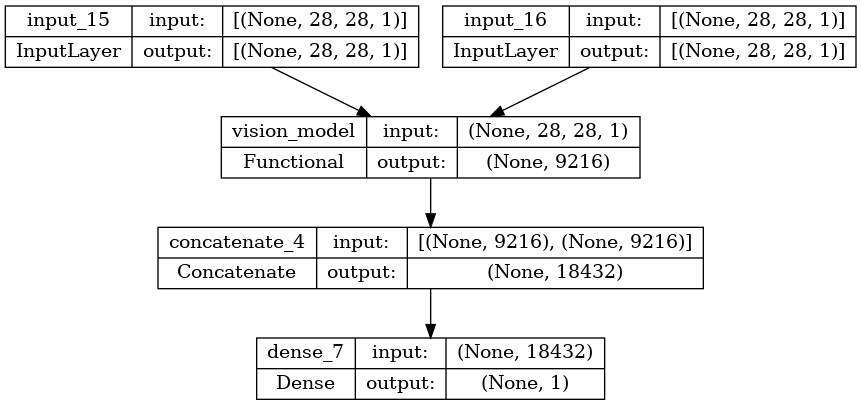 input_15 input: [(None, 28, 28, 1)] input_16 input: [(None, 28, 28, 1)]
InputLayer output: [(None, 28, 28, 1)] InputLayer output: [(None, 28, 28, 1)]
vision_model input: (None, 28, 28, 1)
Functional output: (None, 9216)
concatenate_4 input: [(None, 9216), (None, 9216)]
Concatenate output: (None, 18432)
dense_7 input: (None, 18432)
Dense output: (None, 1)